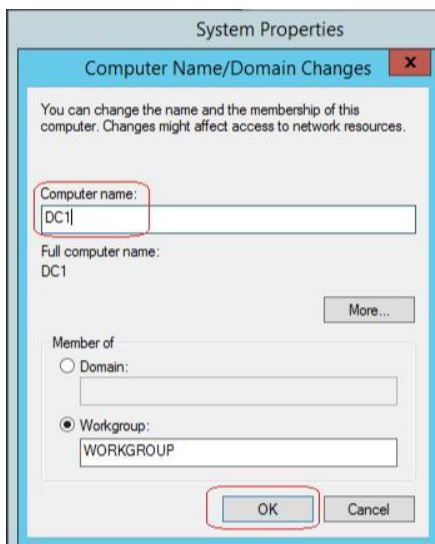 System Properties
Computer Name/Domain Changes
x
You can change the name and the membership of this
computer. Changes might affect access to network resources.
Computer name:
DC1
Full computer name:
DC1
More...
Member of
Domain:
Workgroup:
WORKGROUP
OK Cancel